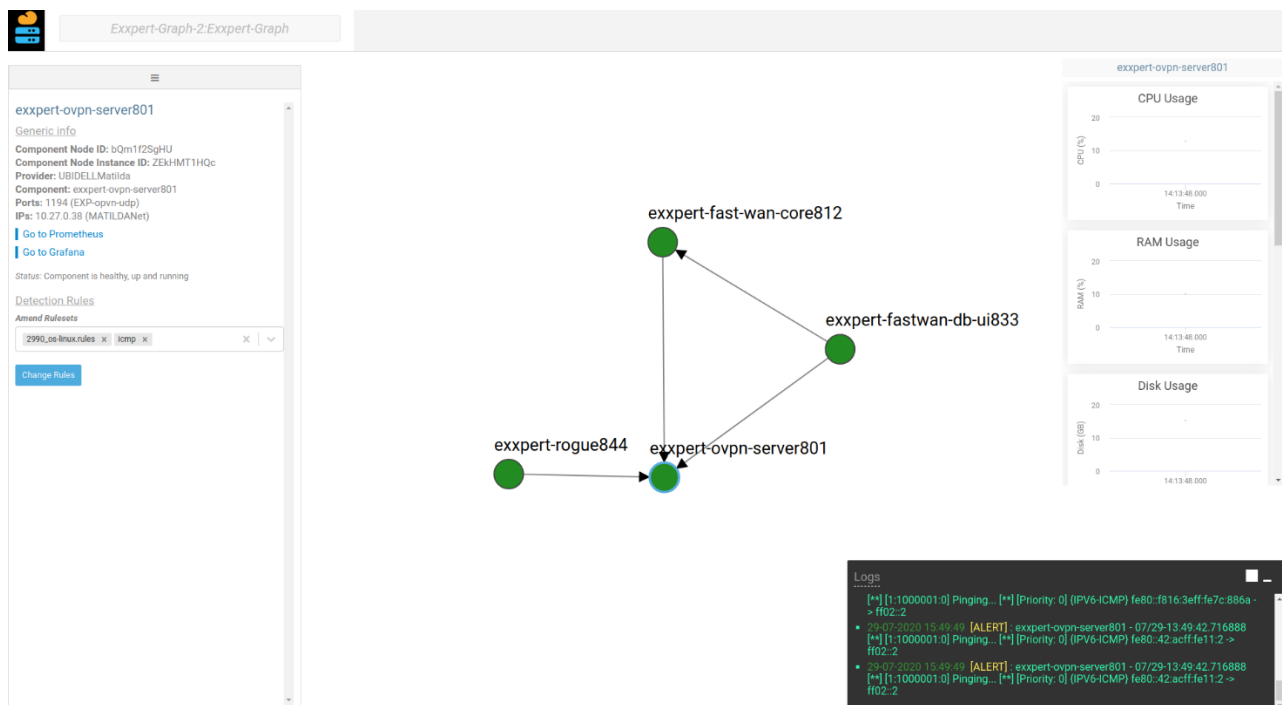 Exxpert-Graph-2:Exxpert-Graph
exxpert-ovpn-server801
Generic info
Component Node ID: bQm1f2SgHU
Component Node Instance ID: ZEkHMT1HQc
Provider: UBIDELLMatilda
Component: exxpert-ovpn-server801
Ports: 1194 (EXP-opvn-udp)
IPs: 10.27.0.38 (MATILDANet)
Go to Prometheus
Go to Grafana
Status: Component is healthy, up and running
Detection Rules
Amend Rulesets
2990_os-linux.rules x icmp x
Change Rules
exxpert-fast-wan-core812
exxpert-fastwan-db-ui833
exxpert-rogue844
exxpert-ovpn-server801
exxpert-ovpn-server801
CPU Usage
20
CPU (%)
10
0
14:13:48.000
Time
RAM Usage
20
RAM (%)
10
0
14:13:48.000
Time
Disk Usage
20
Disk (GB)
10
0
14:13:48.000
Logs
[**] [1:1000001:0] Pinging... [**] [Priority: 0] {IPV6-ICMP} fe80::f816:3eff:fe7c:886a -
> ff02::2
29-07-2020 15:49:49 [ALERT] : exxpert-ovpn-server801 - 07/29-13:49:42.716888
[**] [1:1000001:0] Pinging... [**] [Priority: 0] {IPV6-ICMP} fe80::42:acff:fe11:2 ->
ff02::2
29-07-2020 15:49:49 [ALERT] : exxpert-ovpn-server801 - 07/29-13:49:42.716888
[**] [1:1000001:0] Pinging... [**] [Priority: 0] {IPV6-ICMP} fe80::42:acff:fe11:2 ->
ff02::2